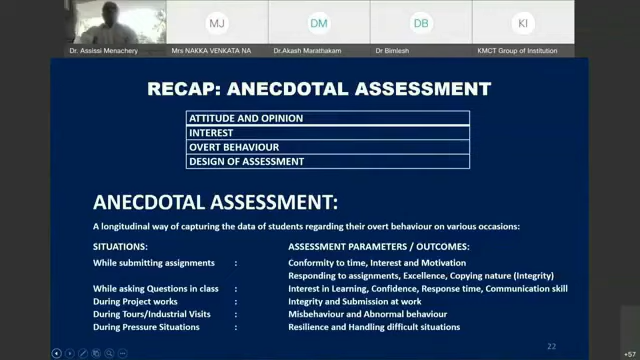 MJ
DM
DB
KI
Dr. Assissi Menachery
Mrs NAKKA VENKATA NA
Dr.Akash Marathakam
Dr Bimlesh
KMCT Group of Institution
RECAP: ANECDOTAL ASSESSMENT
ATTITUDE AND OPINION
INTEREST
OVERT BEHAVIOUR
DESIGN OF ASSESSMENT
ANECDOTAL ASSESSMENT:
A longitudinal way of capturing the data of students regarding their overt behaviour on various occasions:
SITUATIONS: ASSESSMENT PARAMETERS / OUTCOMES:
While submitting assignments : Conformity to time, Interest and Motivation
Responding to assignments, Excellence, Copying nature (Integrity)
While asking Questions in class : Interest in Learning, Confidence, Response time, Communication skill
During Project works : Integrity and Submission at work
During Tours/Industrial Visits : Misbehaviour and Abnormal behaviour
During Pressure Situations : Resilience and Handling difficult situations
22
+57